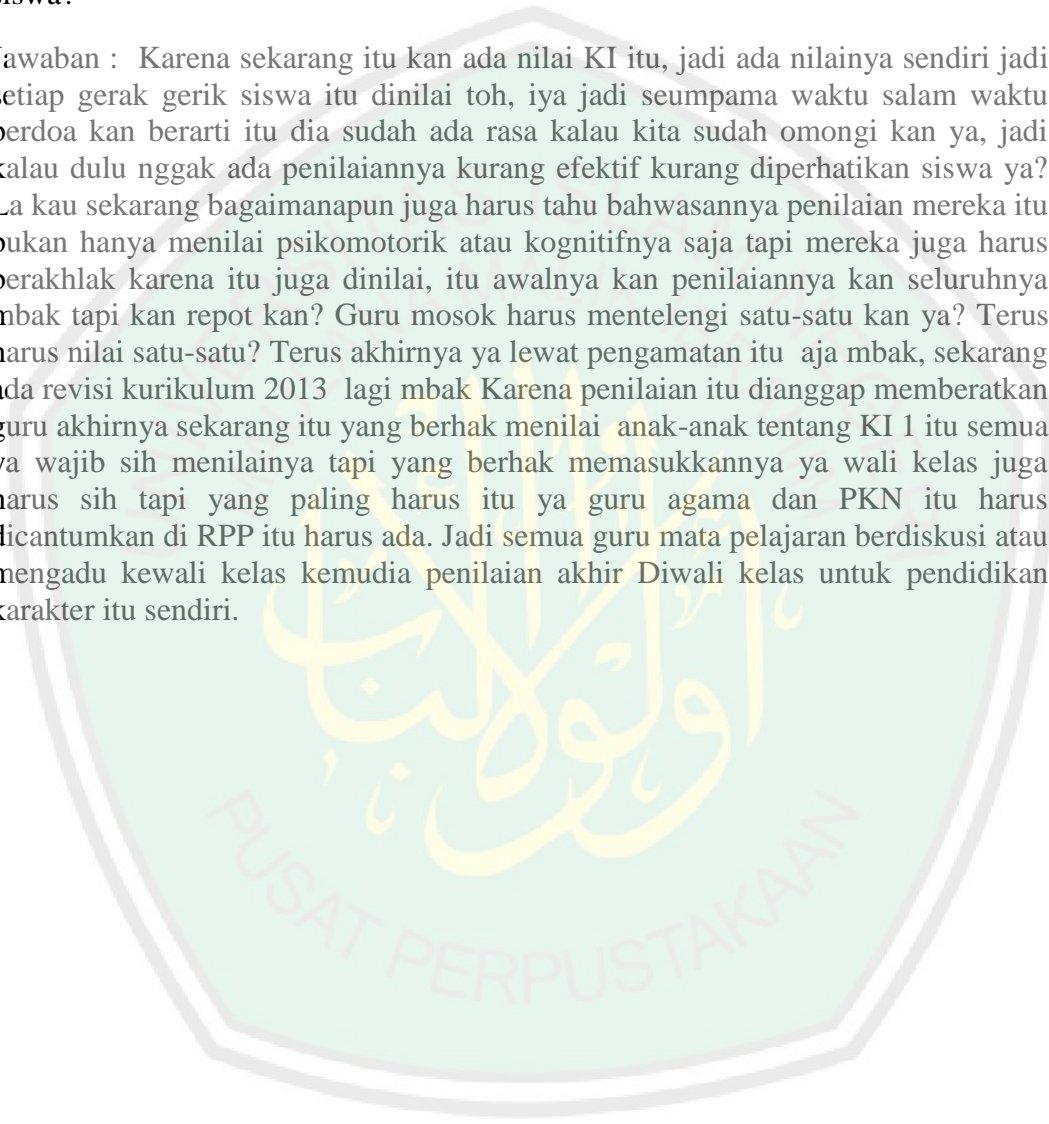 siswa?
Jawaban : Karena sekarang itu kan ada nilai KI itu, jadi ada nilainya sendiri jadi
setiap gerak gerik siswa itu dinilai toh, iya jadi seumpama waktu salam waktu
berdoa kan berarti itu dia sudah ada rasa kalau kita sudah omongi kan ya, jadi
kalau dulu nggak ada penilaiannya kurang efektif kurang diperhatikan siswa ya?
La kau sekarang bagaimanapun juga harus tahu bahwasannya penilaian mereka itu
bukan hanya menilai psikomotorik atau kognitifnya saja tapi mereka juga harus
berakhlak karena itu juga dinilai, itu awalnya kan penilaiannya kan seluruhnya
mbak tapi kan repot kan? Guru mosok harus mentelengi satu-satu kan ya? Terus
harus nilai satu-satu? Terus akhirnya ya lewat pengamatan itu aja mbak, sekarang
ada revisi kurikulum 2013 lagi mbak Karena penilaian itu dianggap memberatkan
guru akhirnya sekarang itu yang berhak menilai anak-anak tentang KI 1 itu semua
ya wajib sih menilainya tapi yang berhak memasukkannya ya wali kelas juga
harus sih tapi yang paling harus itu ya guru agama dan PKN itu harus
dicantumkan di RPP itu harus ada. Jadi semua guru mata pelajaran berdiskusi atau
mengadu kewali kelas kemudia penilaian akhir Diwali kelas untuk pendidikan
karakter itu sendiri.
PUSAT PERPUSTAKAAN